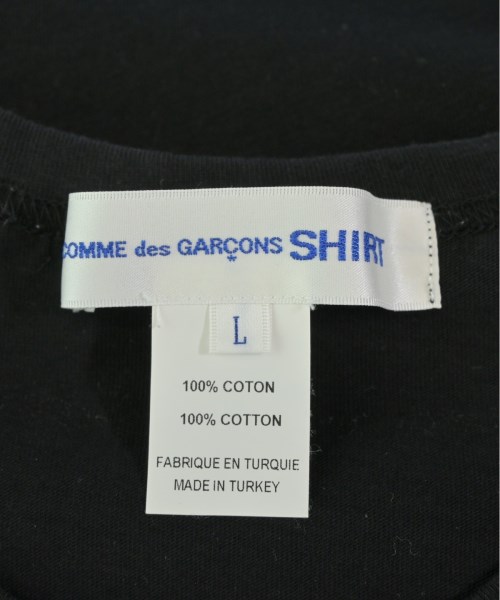 COMME des GARÇONS SHIRT
L
100% COTON
100% COTTON
FABRIQUE EN TURQUIE
MADE IN TURKEY